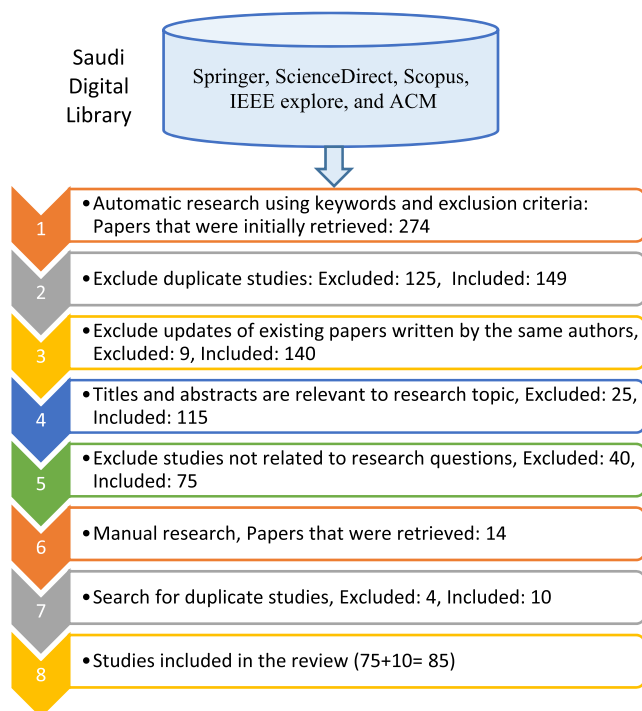 Saudi
Digital
Library
Springer, ScienceDirect, Scopus,
IEEE explore, and ACM
1
•Automatic research using keywords and exclusion criteria:
Papers that were initially retrieved: 274
2
•Exclude duplicate studies: Excluded: 125, Included: 149
3
•Exclude updates of existing papers written by the same authors,
Excluded: 9, Included: 140
4
•Titles and abstracts are relevant to research topic, Excluded: 25,
Included: 115
5
•Exclude studies not related to research questions, Excluded: 40,
Included: 75
6
•Manual research, Papers that were retrieved: 14
7
•Search for duplicate studies, Excluded: 4, Included: 10
8
•Studies included in the review (75+10= 85)